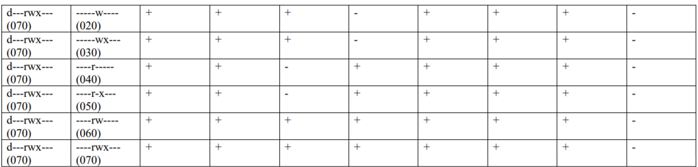 d---rwx--- (070) -----w---- (020) + + + - + + + -
d---rwx--- (070) -----wx--- (030) + + + - + + + -
d---rwx--- (070) ----r----- (040) + + - + + + + -
d---rwx--- (070) ----r-x--- (050) + + - + + + + -
d---rwx--- (070) ----rw---- (060) + + + + + + + -
d---rwx--- (070) ----rwx--- (070) + + + + + + + -